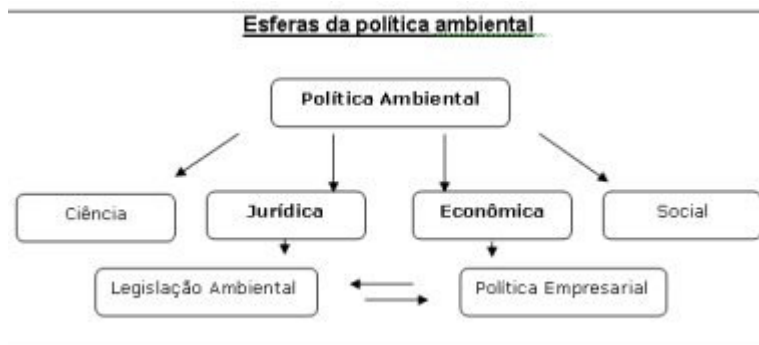 Esferas da política ambiental
Política Ambiental
Ciência
Jurídica
Econômica
Social
Legislação Ambiental
Política Empresarial